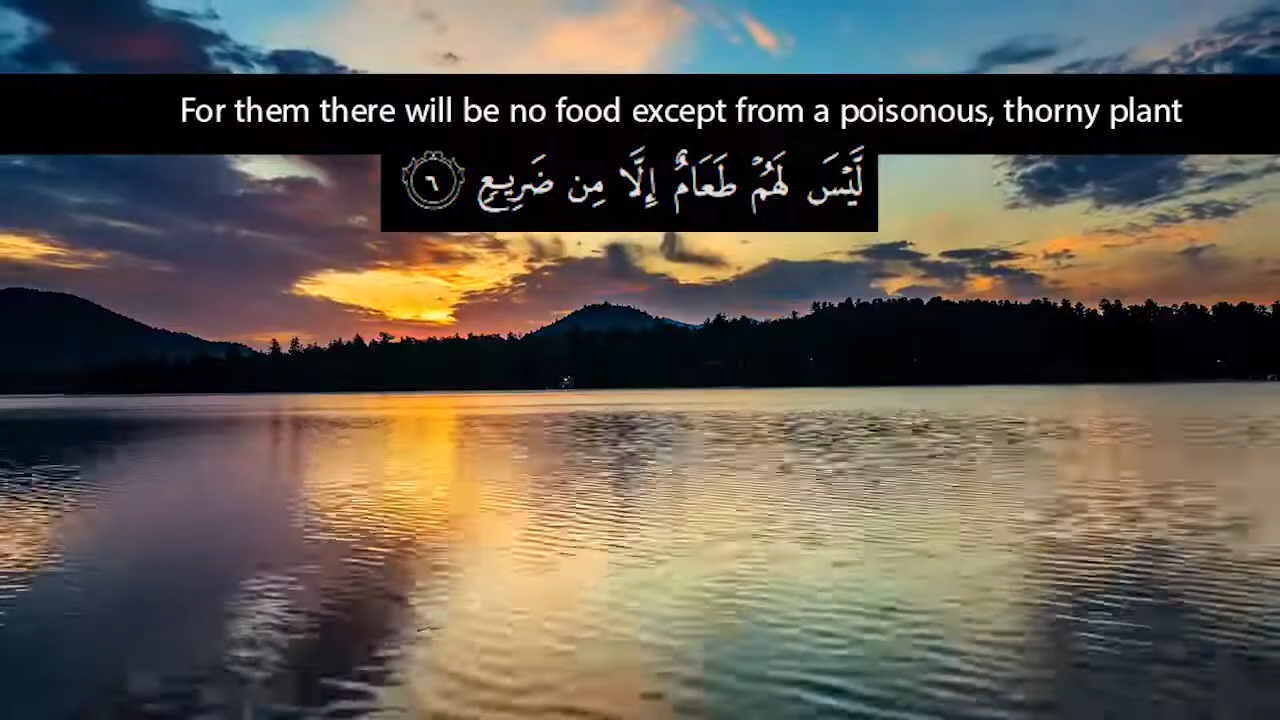 For them there will be no food except from a poisonous, thorny plant
لَّيْسَ لَهُمْ طَعَامٌ إِلَّا مِن ضَرِيعٍ ٦